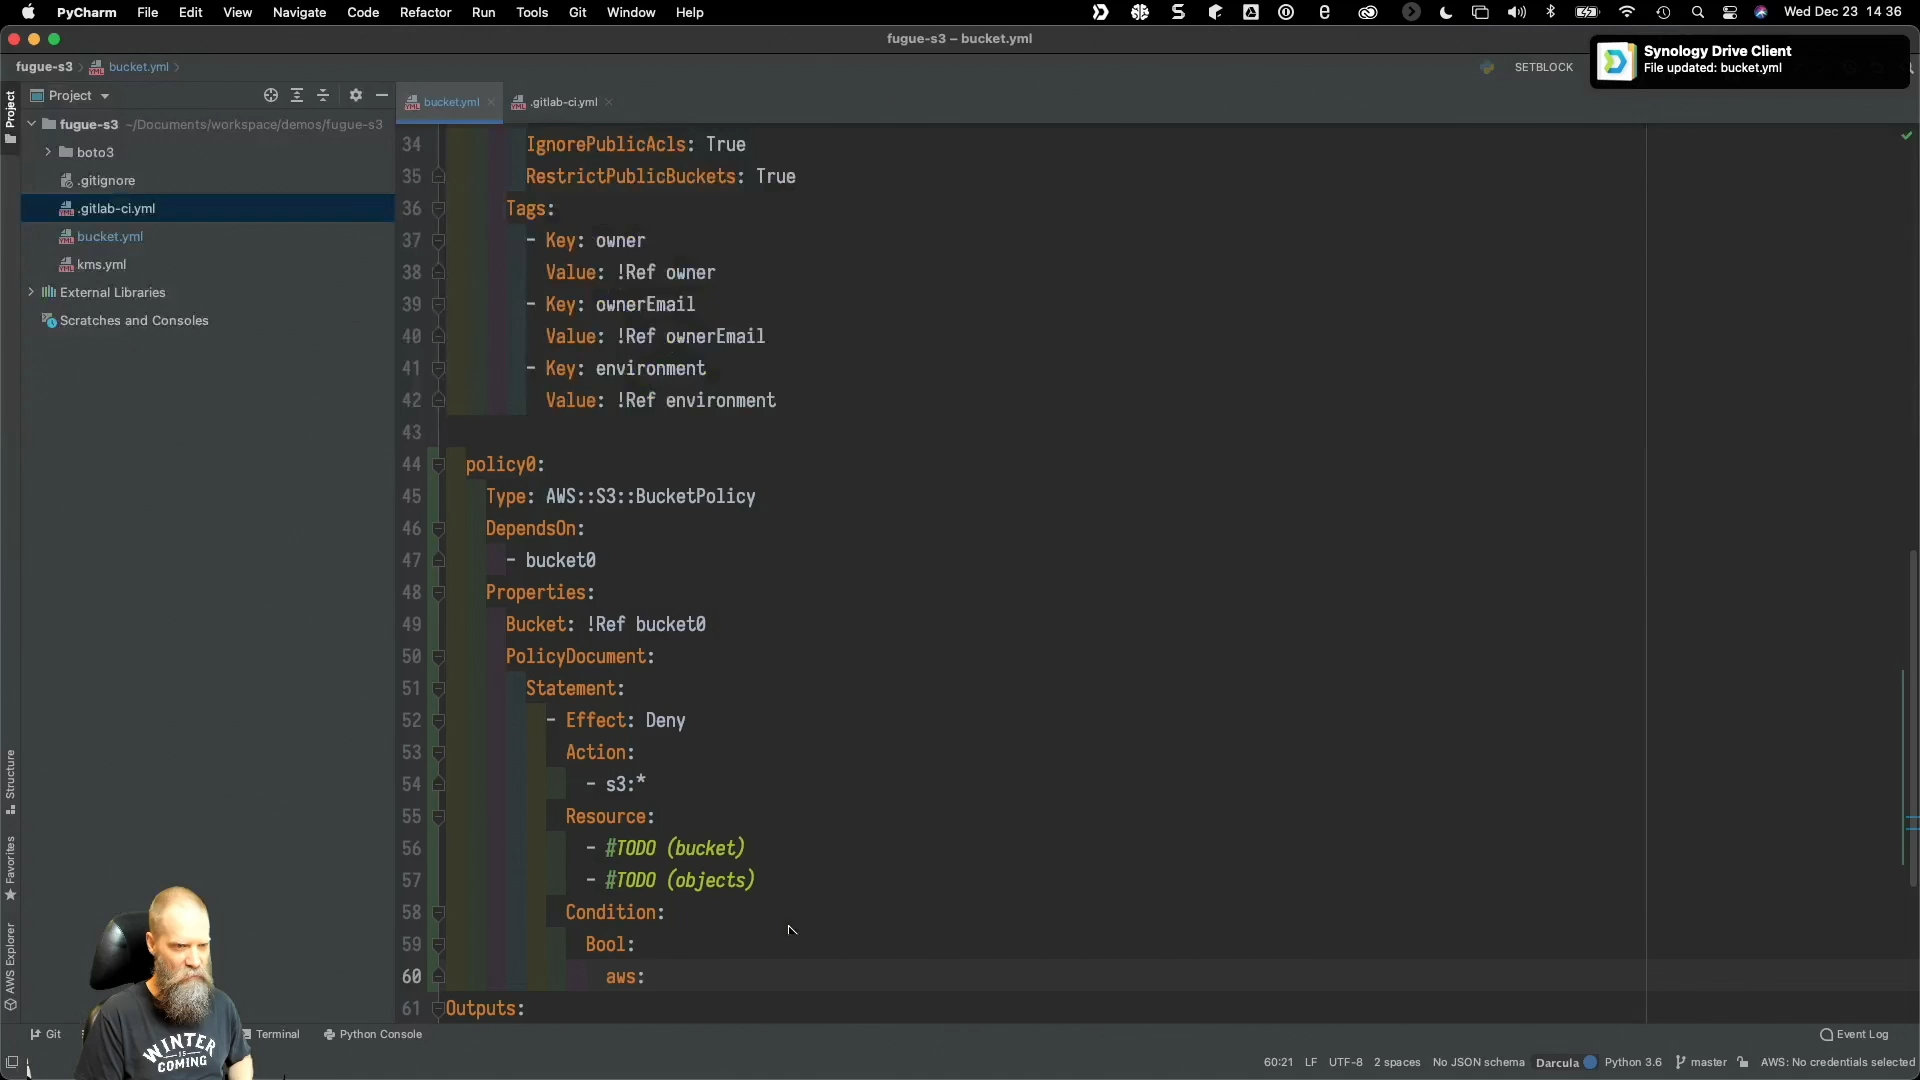 PyCharm File Edit View Navigate Code Refactor Run Tools Git Window Help
Wed Dec 23 14 36
fugue-s3 – bucket.yml
Synology Drive Client
File updated: bucket.yml
fugue-s3 bucket.yml
SETBLOCK
Project
Project
bucket.yml
.gitlab-ci.yml
fugue-s3 ~/Documents/workspace/demos/fugue-s3
boto3
.gitignore
.gitlab-ci.yml
bucket.yml
kms.yml
External Libraries
Scratches and Consoles
34 IgnorePublicAcls: True
35 RestrictPublicBuckets: True
36 Tags:
37 - Key: owner
38 Value: !Ref owner
39 - Key: ownerEmail
40 Value: !Ref ownerEmail
41 - Key: environment
42 Value: !Ref environment
43
44 policy0:
45 Type: AWS::S3::BucketPolicy
46 DependsOn:
47 - bucket0
48 Properties:
49 Bucket: !Ref bucket0
50 PolicyDocument:
51 Statement:
52 - Effect: Deny
53 Action:
54 - s3:*
55 Resource:
56 - #TODO (bucket)
57 - #TODO (objects)
58 Condition:
59 Bool:
60 aws:
61 Outputs:
Structure
Favorites
AWS Explorer
Git
Terminal
Python Console
Event Log
WINTER
IS
COMING
60:21 LF UTF-8 2 spaces No JSON schema Darcula Python 3.6 master AWS: No credentials selected